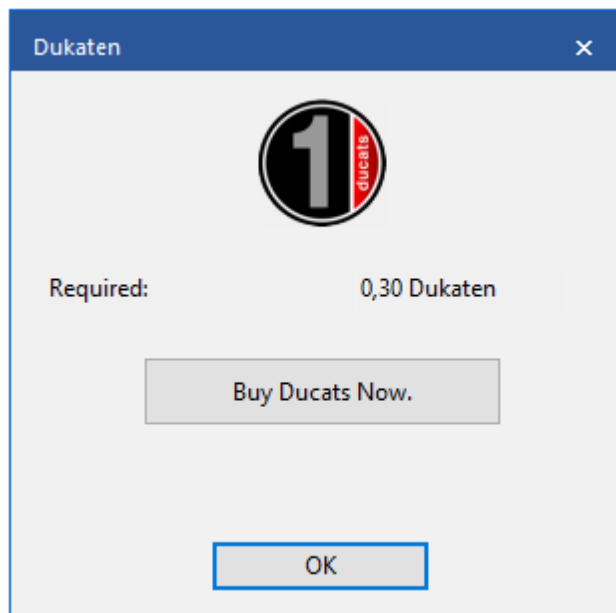 Dukaten
1
ducats
Required: 0,30 Dukaten
Buy Ducats Now.
OK